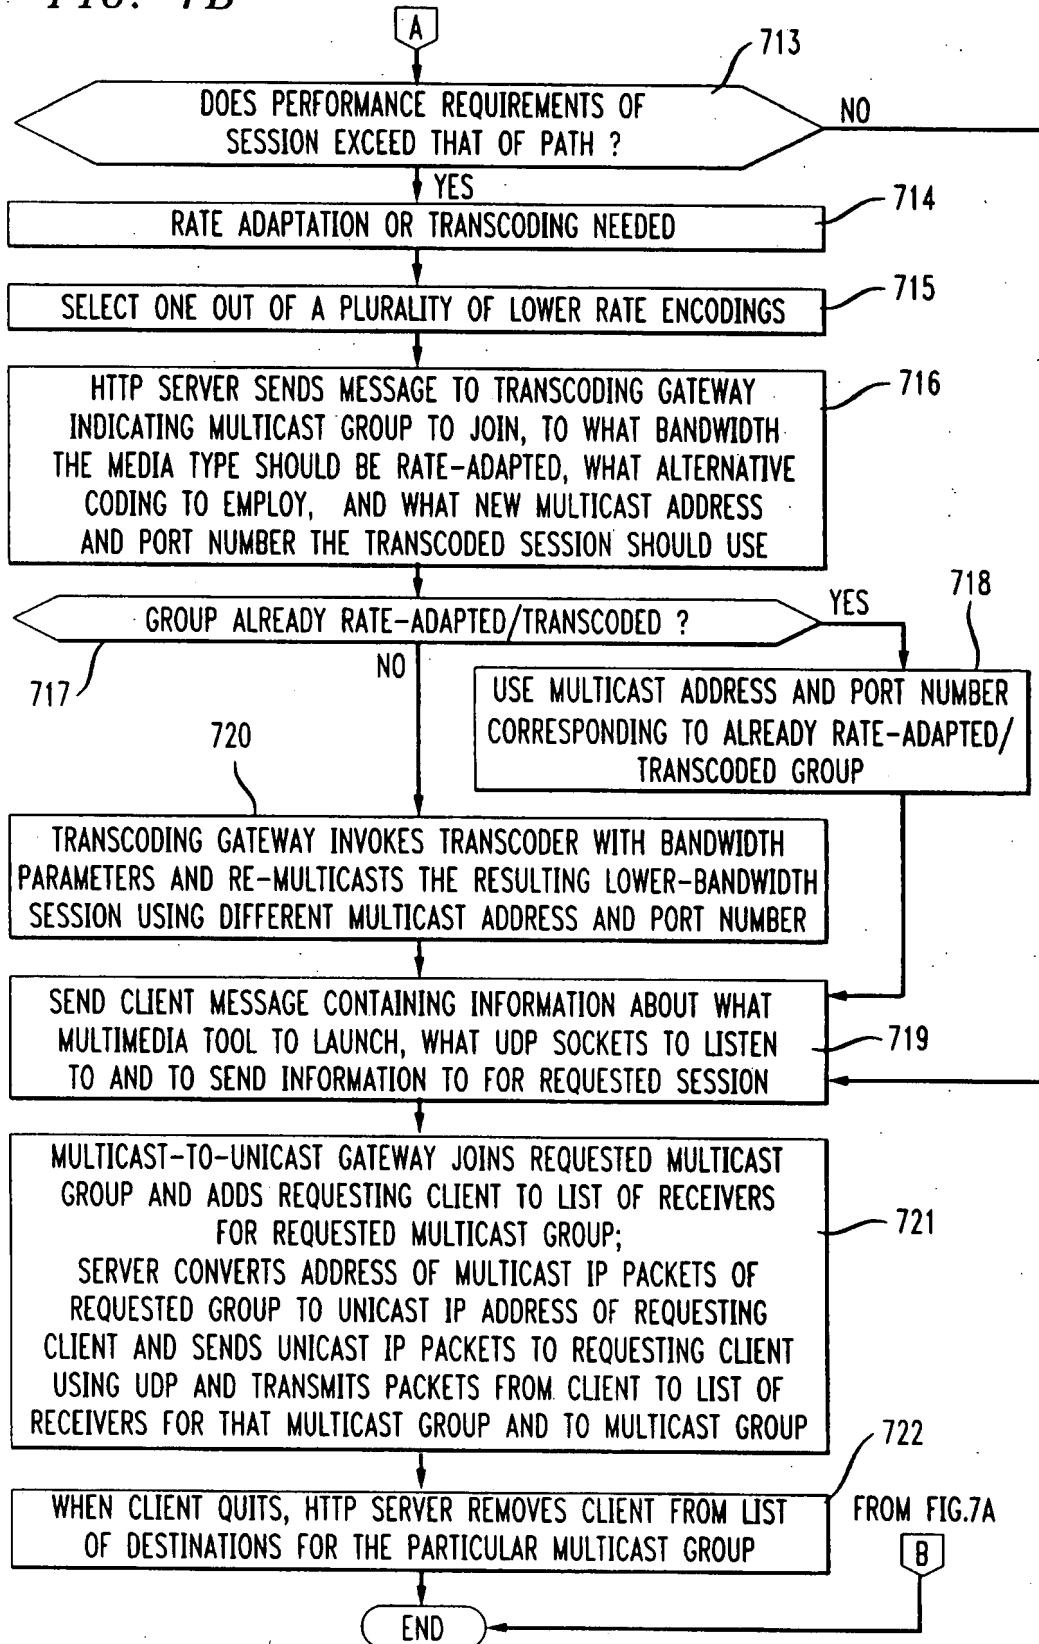 FIG. 7B
A
713
DOES PERFORMANCE REQUIREMENTS OF
SESSION EXCEED THAT OF PATH ?
NO
YES
714
RATE ADAPTATION OR TRANSCODING NEEDED
715
SELECT ONE OUT OF A PLURALITY OF LOWER RATE ENCODINGS
716
HTTP SERVER SENDS MESSAGE TO TRANSCODING GATEWAY
INDICATING MULTICAST GROUP TO JOIN, TO WHAT BANDWIDTH
THE MEDIA TYPE SHOULD BE RATE-ADAPTED, WHAT ALTERNATIVE
CODING TO EMPLOY, AND WHAT NEW MULTICAST ADDRESS
AND PORT NUMBER THE TRANSCODED SESSION SHOULD USE
GROUP ALREADY RATE-ADAPTED/TRANSCODED ?
YES
718
717
NO
USE MULTICAST ADDRESS AND PORT NUMBER
CORRESPONDING TO ALREADY RATE-ADAPTED/
TRANSCODED GROUP
720
TRANSCODING GATEWAY INVOKES TRANSCODER WITH BANDWIDTH
PARAMETERS AND RE-MULTICASTS THE RESULTING LOWER-BANDWIDTH
SESSION USING DIFFERENT MULTICAST ADDRESS AND PORT NUMBER
SEND CLIENT MESSAGE CONTAINING INFORMATION ABOUT WHAT
MULTIMEDIA TOOL TO LAUNCH, WHAT UDP SOCKETS TO LISTEN
TO AND TO SEND INFORMATION TO FOR REQUESTED SESSION
719
MULTICAST-TO-UNICAST GATEWAY JOINS REQUESTED MULTICAST
GROUP AND ADDS REQUESTING CLIENT TO LIST OF RECEIVERS
FOR REQUESTED MULTICAST GROUP;
SERVER CONVERTS ADDRESS OF MULTICAST IP PACKETS OF
REQUESTED GROUP TO UNICAST IP ADDRESS OF REQUESTING
CLIENT AND SENDS UNICAST IP PACKETS TO REQUESTING CLIENT
USING UDP AND TRANSMITS PACKETS FROM CLIENT TO LIST OF
RECEIVERS FOR THAT MULTICAST GROUP AND TO MULTICAST GROUP
721
722
WHEN CLIENT QUITS, HTTP SERVER REMOVES CLIENT FROM LIST
OF DESTINATIONS FOR THE PARTICULAR MULTICAST GROUP
FROM FIG.7A
B
END